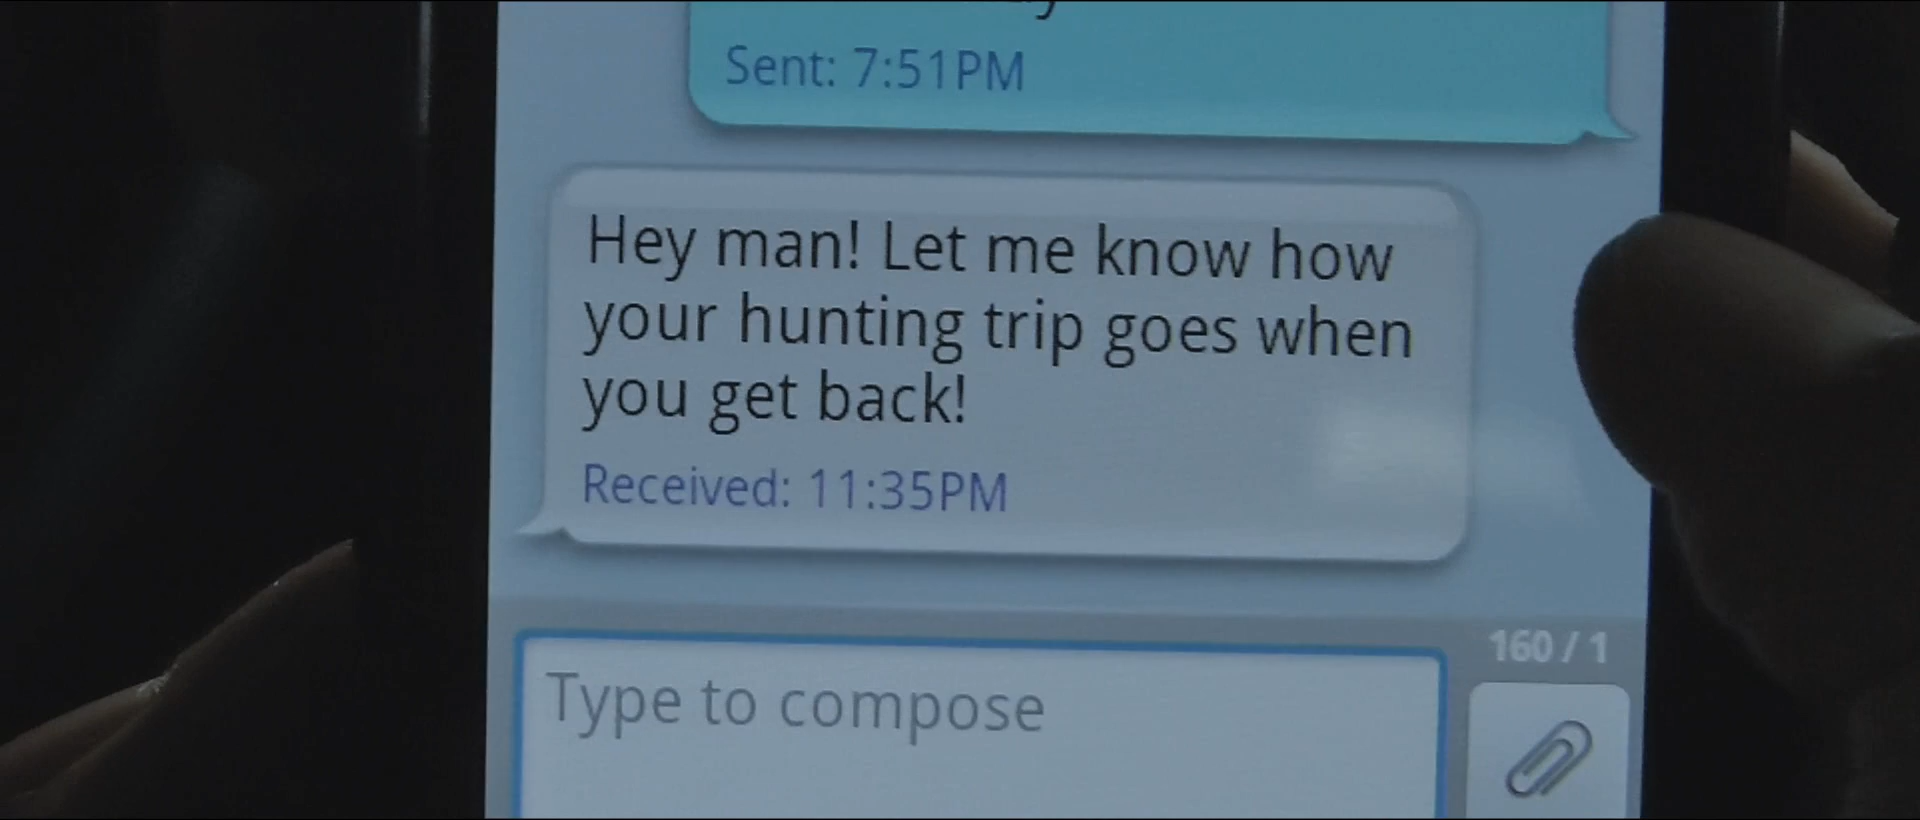 Sent: 7:51PM
Hey man! Let me know how
your hunting trip goes when
you get back!
Received: 11:35PM
160 / 1
Type to compose